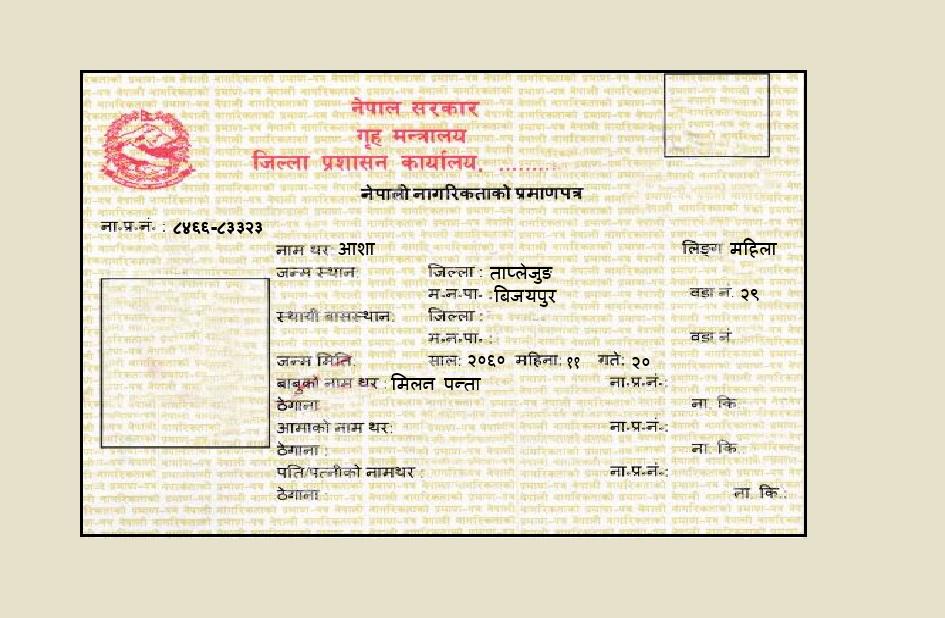 नेपाल सरकार
गृह मन्त्रालय
जिल्ला प्रशासन कार्यालय, .........
नेपाली नागरिकताको प्रमाणपत्र
ना.प्र.नं. : ८४६६-८३३२३
नाम थर: आशा लिङ्ग महिला
जन्म स्थान: जिल्ला : ताप्लेजुङ
म.न.पा. :बिजयपुर वडा नं. २९
स्थायी बासस्थान: जिल्ला :
म.न.पा. : वडा नं
जन्म मिति: साल: २०६० महिना: ११ गते: २०
बाबुको नाम थर : मिलन पन्ता ना.प्र.नं.:
ठेगाना ना. कि.
आमाको नाम थर: ना.प्र.नं.:
ठेगाना : ना. कि.
पति/पत्नीको नामथर : ना.प्र.नं.:
ठेगाना : ना. कि.: